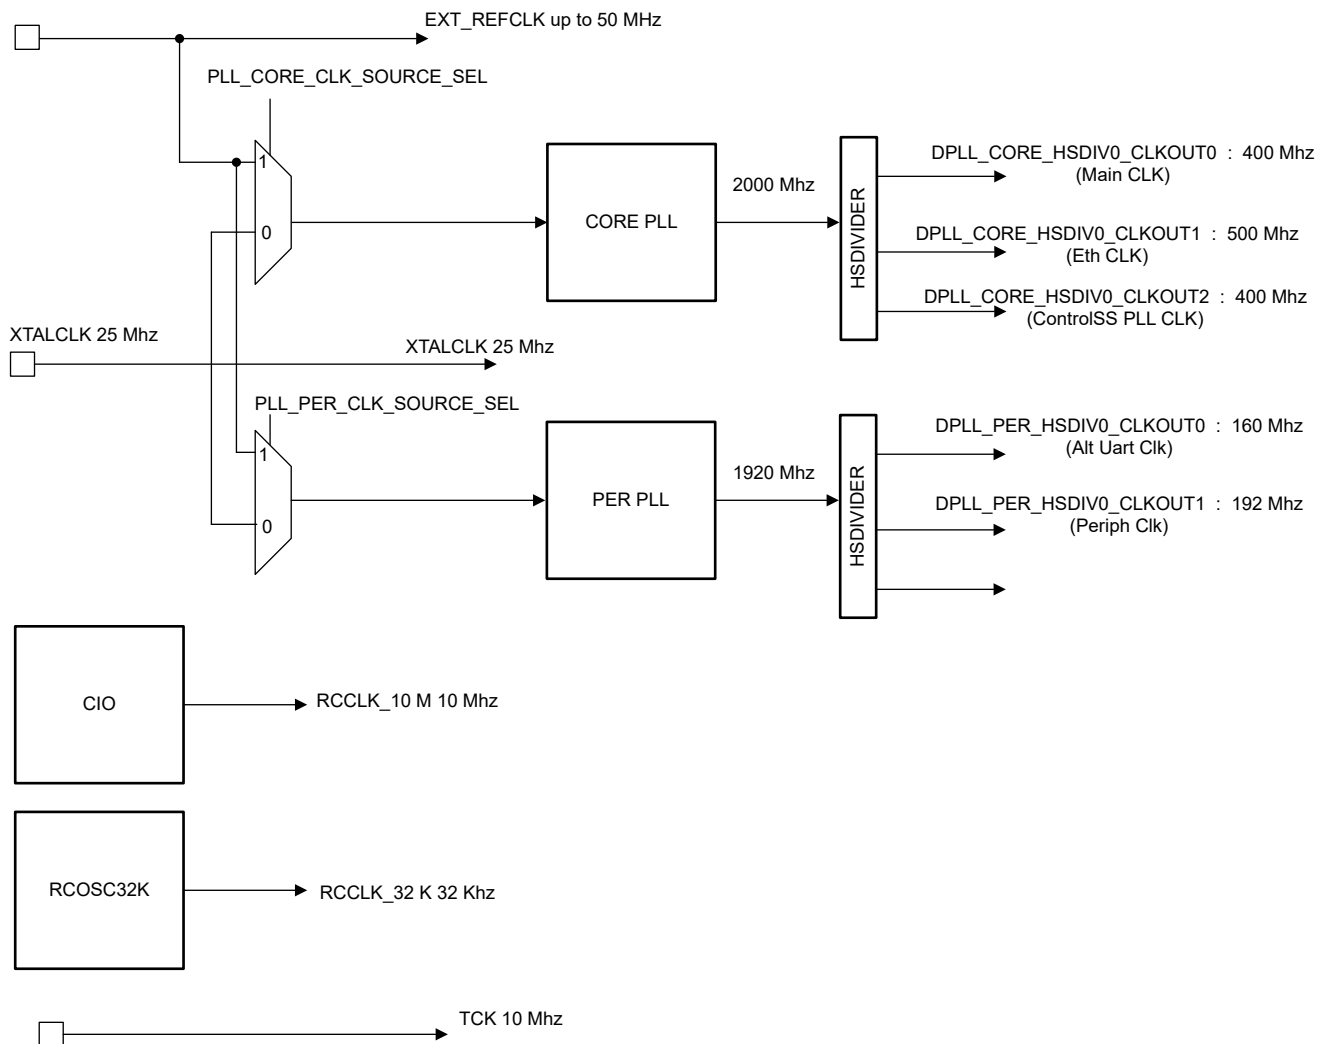 EXT_REFCLK up to 50 MHz
PLL_CORE_CLK_SOURCE_SEL
1
0
CORE PLL
2000 Mhz
HSDIVIDER
DPLL_CORE_HSDIV0_CLKOUT0 : 400 Mhz
(Main CLK)
DPLL_CORE_HSDIV0_CLKOUT1 : 500 Mhz
(Eth CLK)
DPLL_CORE_HSDIV0_CLKOUT2 : 400 Mhz
(ControlSS PLL CLK)
XTALCLK 25 Mhz
XTALCLK 25 Mhz
PLL_PER_CLK_SOURCE_SEL
1
0
PER PLL
1920 Mhz
HSDIVIDER
DPLL_PER_HSDIV0_CLKOUT0 : 160 Mhz
(Alt Uart Clk)
DPLL_PER_HSDIV0_CLKOUT1 : 192 Mhz
(Periph Clk)
CIO
RCCLK_10 M 10 Mhz
RCOSC32K
RCCLK_32 K 32 Khz
TCK 10 Mhz